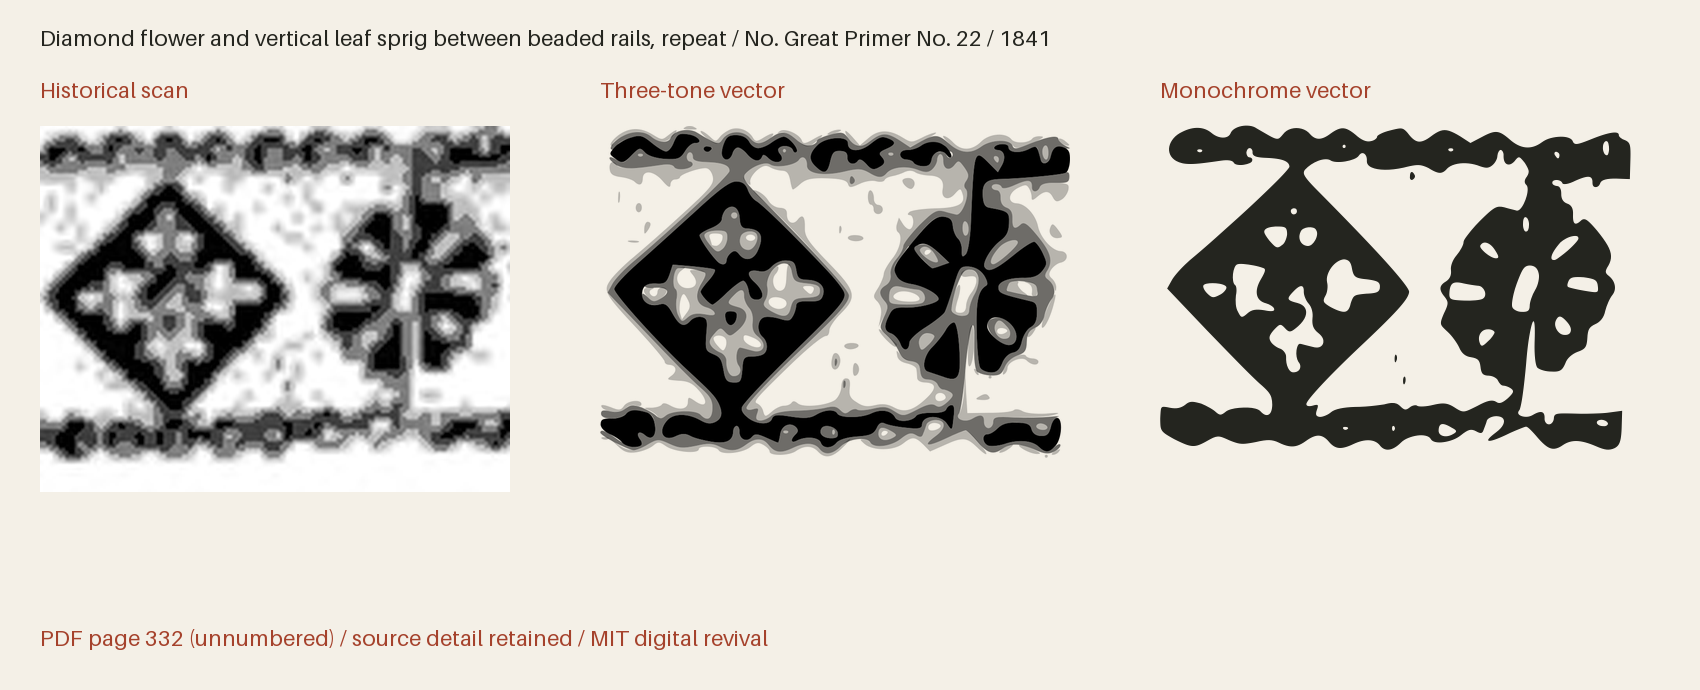 Diamond flower and vertical leaf sprig between beaded rails, repeat / No. Great Primer No. 22 / 1841
Historical scan
Three-tone vector
Monochrome vector
PDF page 332 (unnumbered) / source detail retained / MIT digital revival